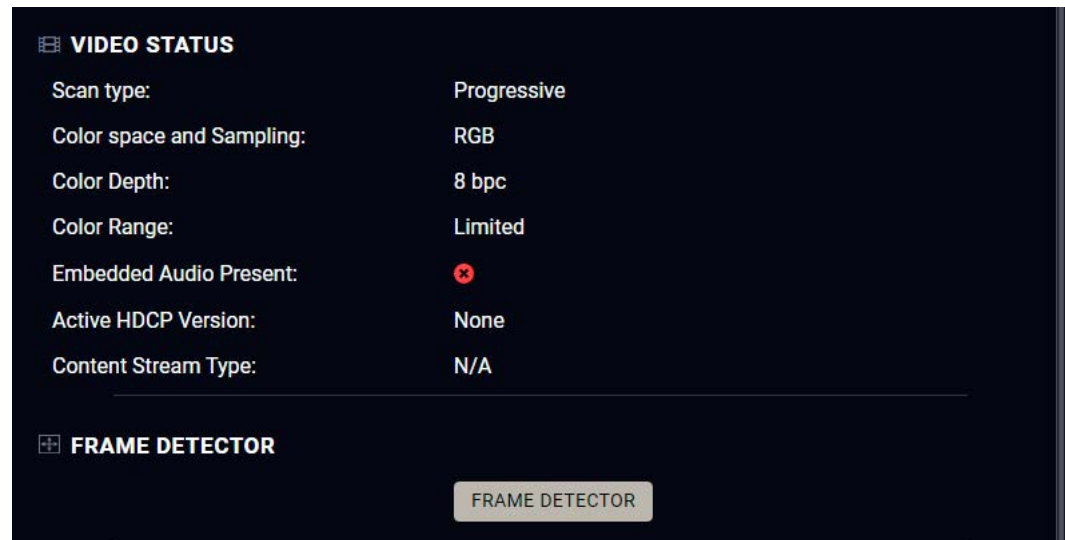 VIDEO STATUS
Scan type: Progressive
Color space and Sampling: RGB
Color Depth: 8 bpc
Color Range: Limited
Embedded Audio Present:
Active HDCP Version: None
Content Stream Type: N/A
FRAME DETECTOR
FRAME DETECTOR